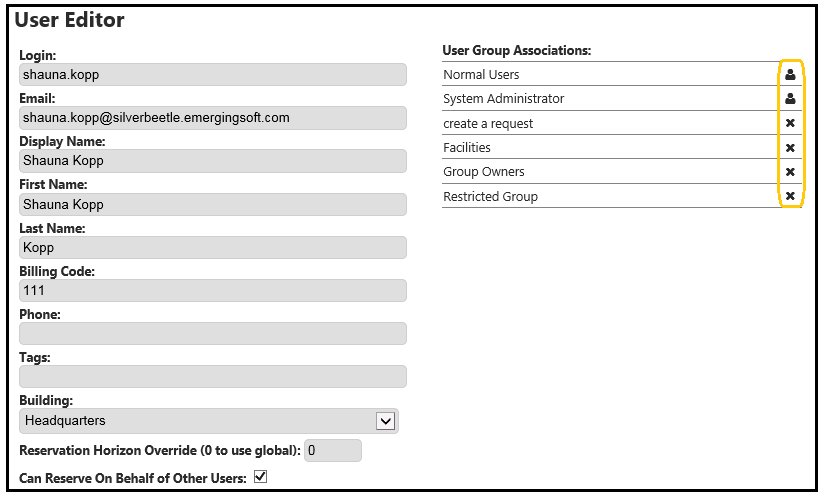 User Editor
Login:
shauna.kopp
Email:
shauna.kopp@silverbeetle.emergingsoft.com
Display Name:
Shauna Kopp
First Name:
Shauna Kopp
Last Name:
Kopp
Billing Code:
111
Phone:
Tags:
Building:
Headquarters
Reservation Horizon Override (0 to use global): 0
Can Reserve On Behalf of Other Users:
User Group Associations:
Normal Users
System Administrator
create a request
Facilities
Group Owners
Restricted Group